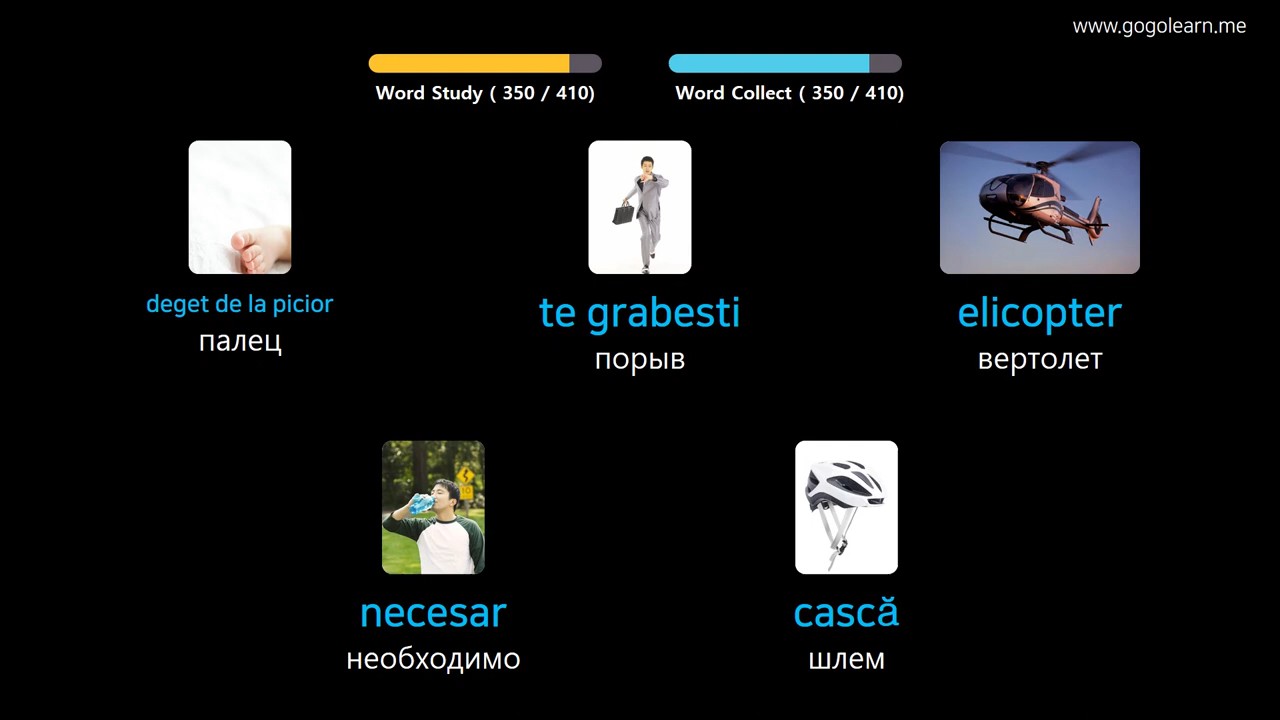 www.gogolearn.me
Word Study ( 350 / 410)
Word Collect ( 350 / 410)
deget de la picior
палец
te grabesti
порыв
elicopter
вертолет
necesar
необходимо
cască
шлем